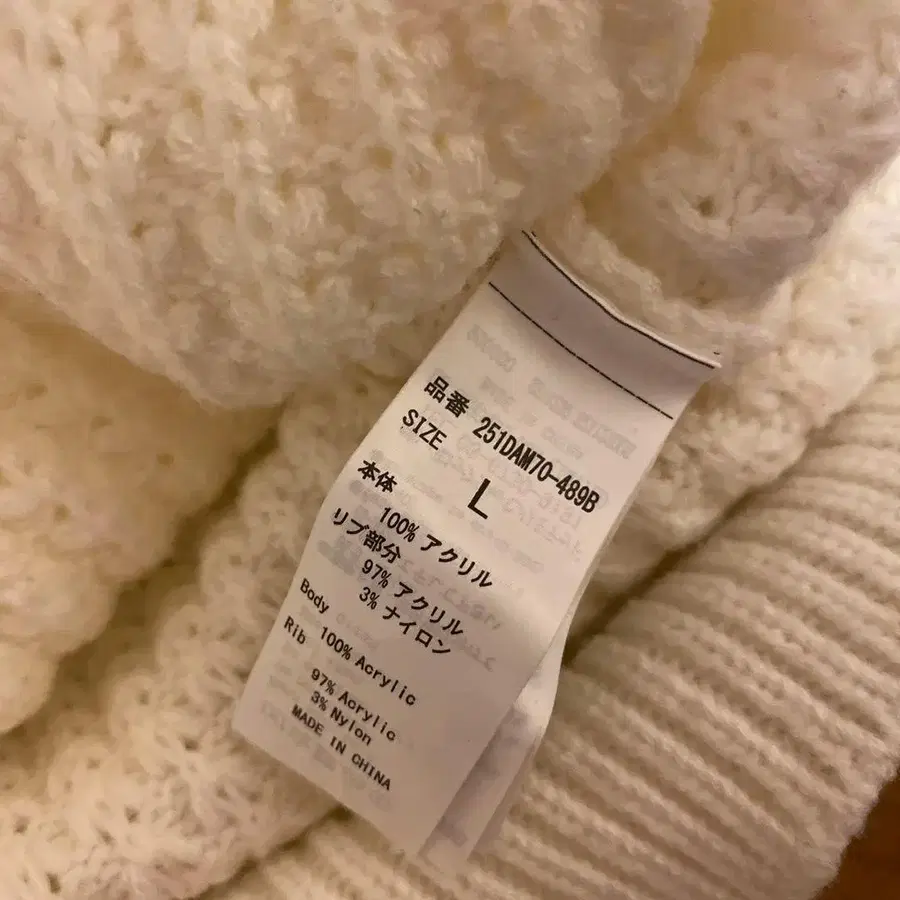 品番 251DAM70-489B
SIZE L
本体
100% アクリル
リブ部分
97% アクリル
3% ナイロン
Body
100% Acrylic
Rib
97% Acrylic
3% Nylon
MADE IN CHINA